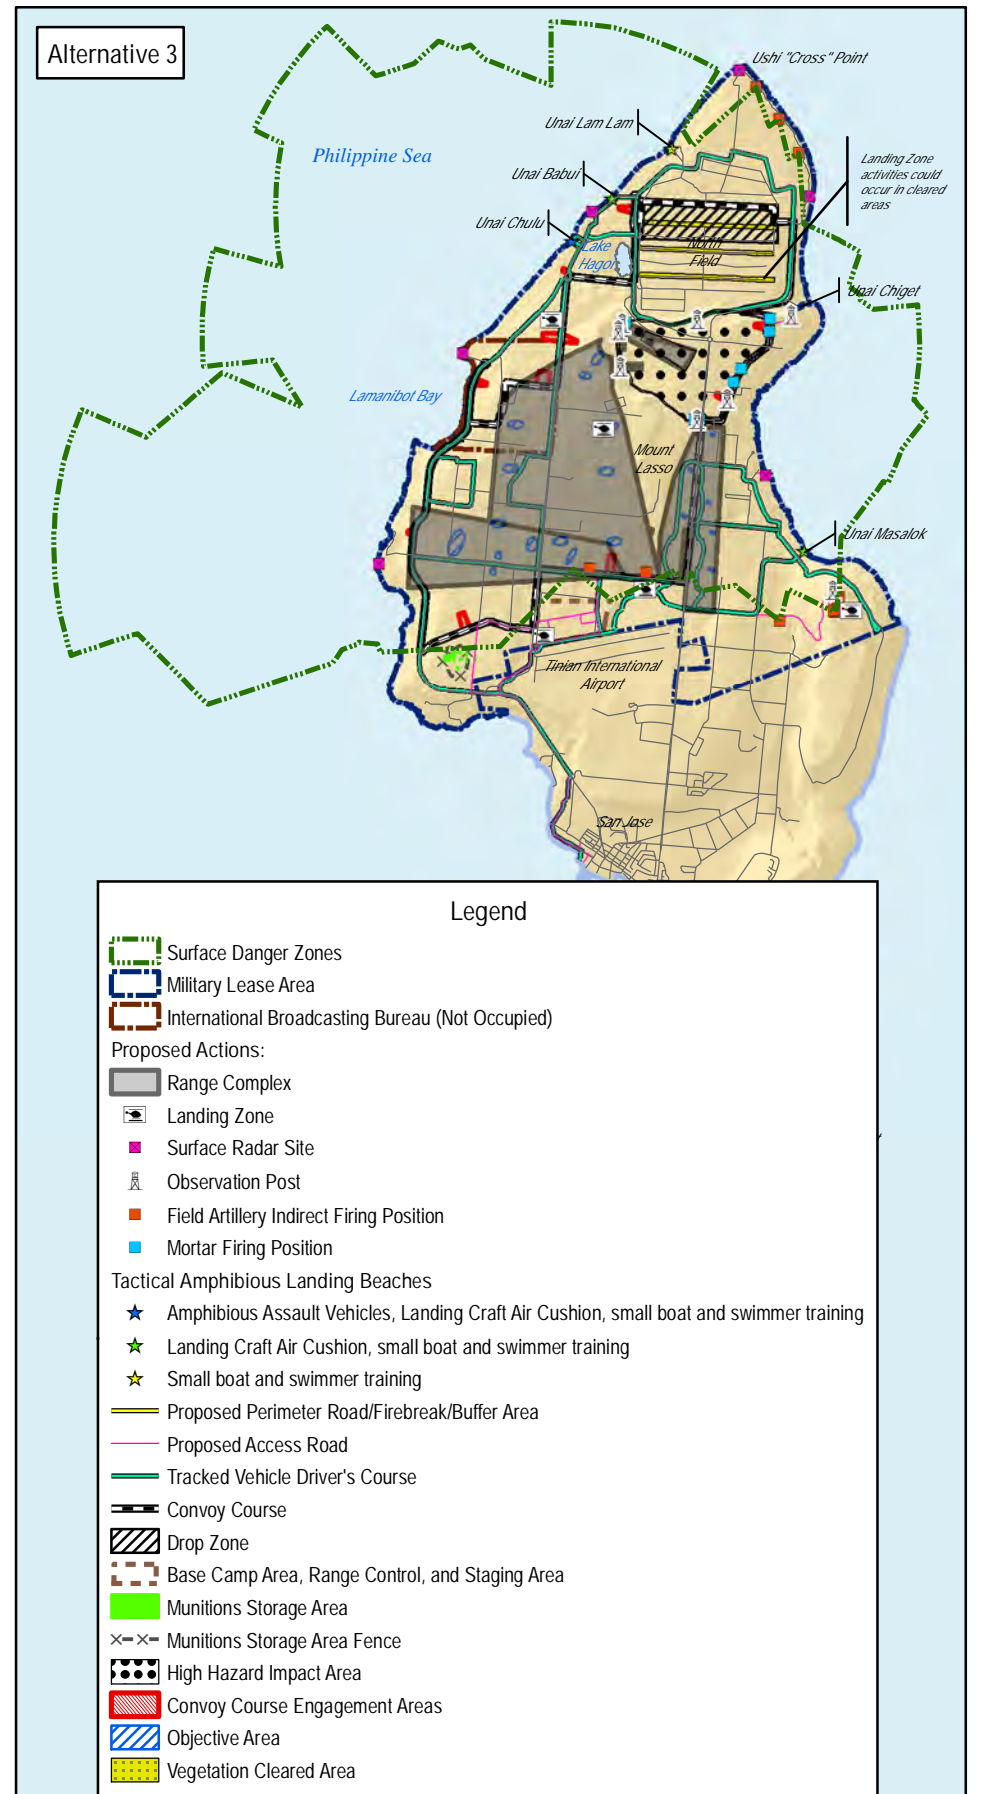 Alternative 3
Ushi "Cross" Point
Unai Lam Lam
Philippine Sea
Landing Zone
activities could
occur in cleared
areas
Unai Babui
Unai Chulu
Lake
Hagoi
North
Field
Unai Chiget
Lamanibot Bay
Mount
Lasso
Unai Masalok
Tinian International
Airport
San Jose
Legend
Surface Danger Zones
Military Lease Area
International Broadcasting Bureau (Not Occupied)
Proposed Actions:
Range Complex
Landing Zone
Surface Radar Site
Observation Post
Field Artillery Indirect Firing Position
Mortar Firing Position
Tactical Amphibious Landing Beaches
Amphibious Assault Vehicles, Landing Craft Air Cushion, small boat and swimmer training
Landing Craft Air Cushion, small boat and swimmer training
Small boat and swimmer training
Proposed Perimeter Road/Firebreak/Buffer Area
Proposed Access Road
Tracked Vehicle Driver's Course
Convoy Course
Drop Zone
Base Camp Area, Range Control, and Staging Area
Munitions Storage Area
Munitions Storage Area Fence
High Hazard Impact Area
Convoy Course Engagement Areas
Objective Area
Vegetation Cleared Area